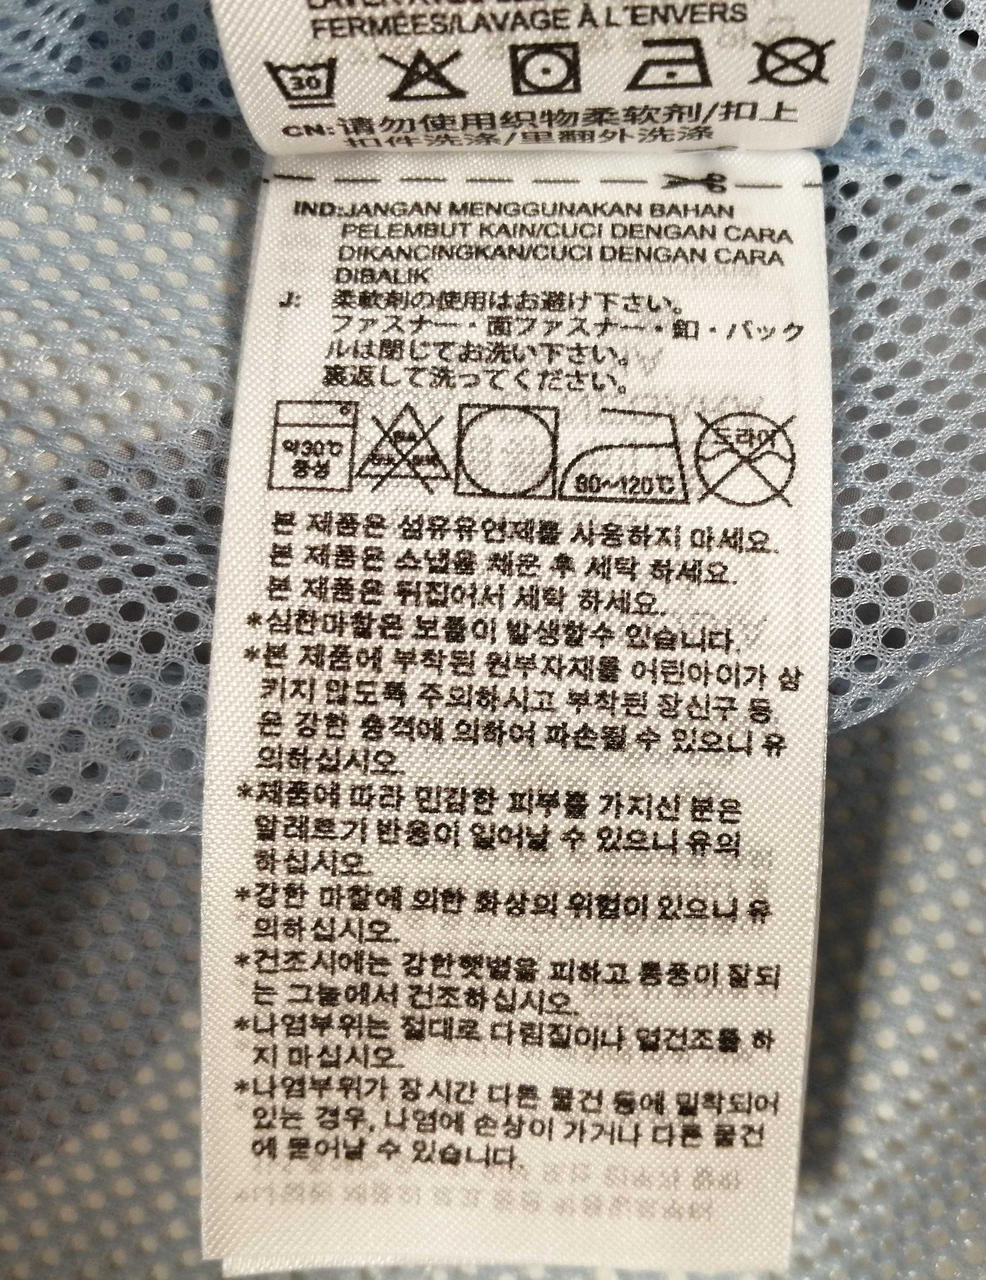 FERMÉES/LAVAGE À L'ENVERS
30
CN:请勿使用织物柔软剂/扣上
扣件洗涤/里翻外洗涤
IND:JANGAN MENGGUNAKAN BAHAN
PELEMBUT KAIN/CUCI DENGAN CARA
DIKANCINGKAN/CUCI DENGAN CARA
DIBALIK
J: 柔軟剤の使用はお避け下さい。
ファスナー・面ファスナー・釦・バック
ルは閉じてお洗い下さい。
裏返して洗ってください。
약30℃
중성
드라이
80~120℃
본 제품은 섬유유연제를 사용하지 마세요.
본 제품은 스냅을 채운 후 세탁 하세요.
본 제품은 뒤집어서 세탁 하세요.
*심한마찰은 보풀이 발생할수 있습니다.
*본 제품에 부착된 원부자재를 어린아이가 삼
키지 않도록 주의하시고 부착된 장신구 등
은 강한 충격에 의하여 파손될 수 있으니 유
의하십시오.
*제품에 따라 민감한 피부를 가지신 분은
알레르기 반응이 일어날 수 있으니 유의
하십시오.
*강한 마찰에 의한 화상의 위험이 있으니 유
의하십시오.
*건조시에는 강한햇볕을 피하고 통풍이 잘되
는 그늘에서 건조하십시오.
*나염부위는 절대로 다림질이나 열건조를 하
지 마십시오.
*나염부위가 장시간 다른 물건 등에 밀착되어
있는 경우, 나염에 손상이 가거나 다른 물건
에 묻어날 수 있습니다.